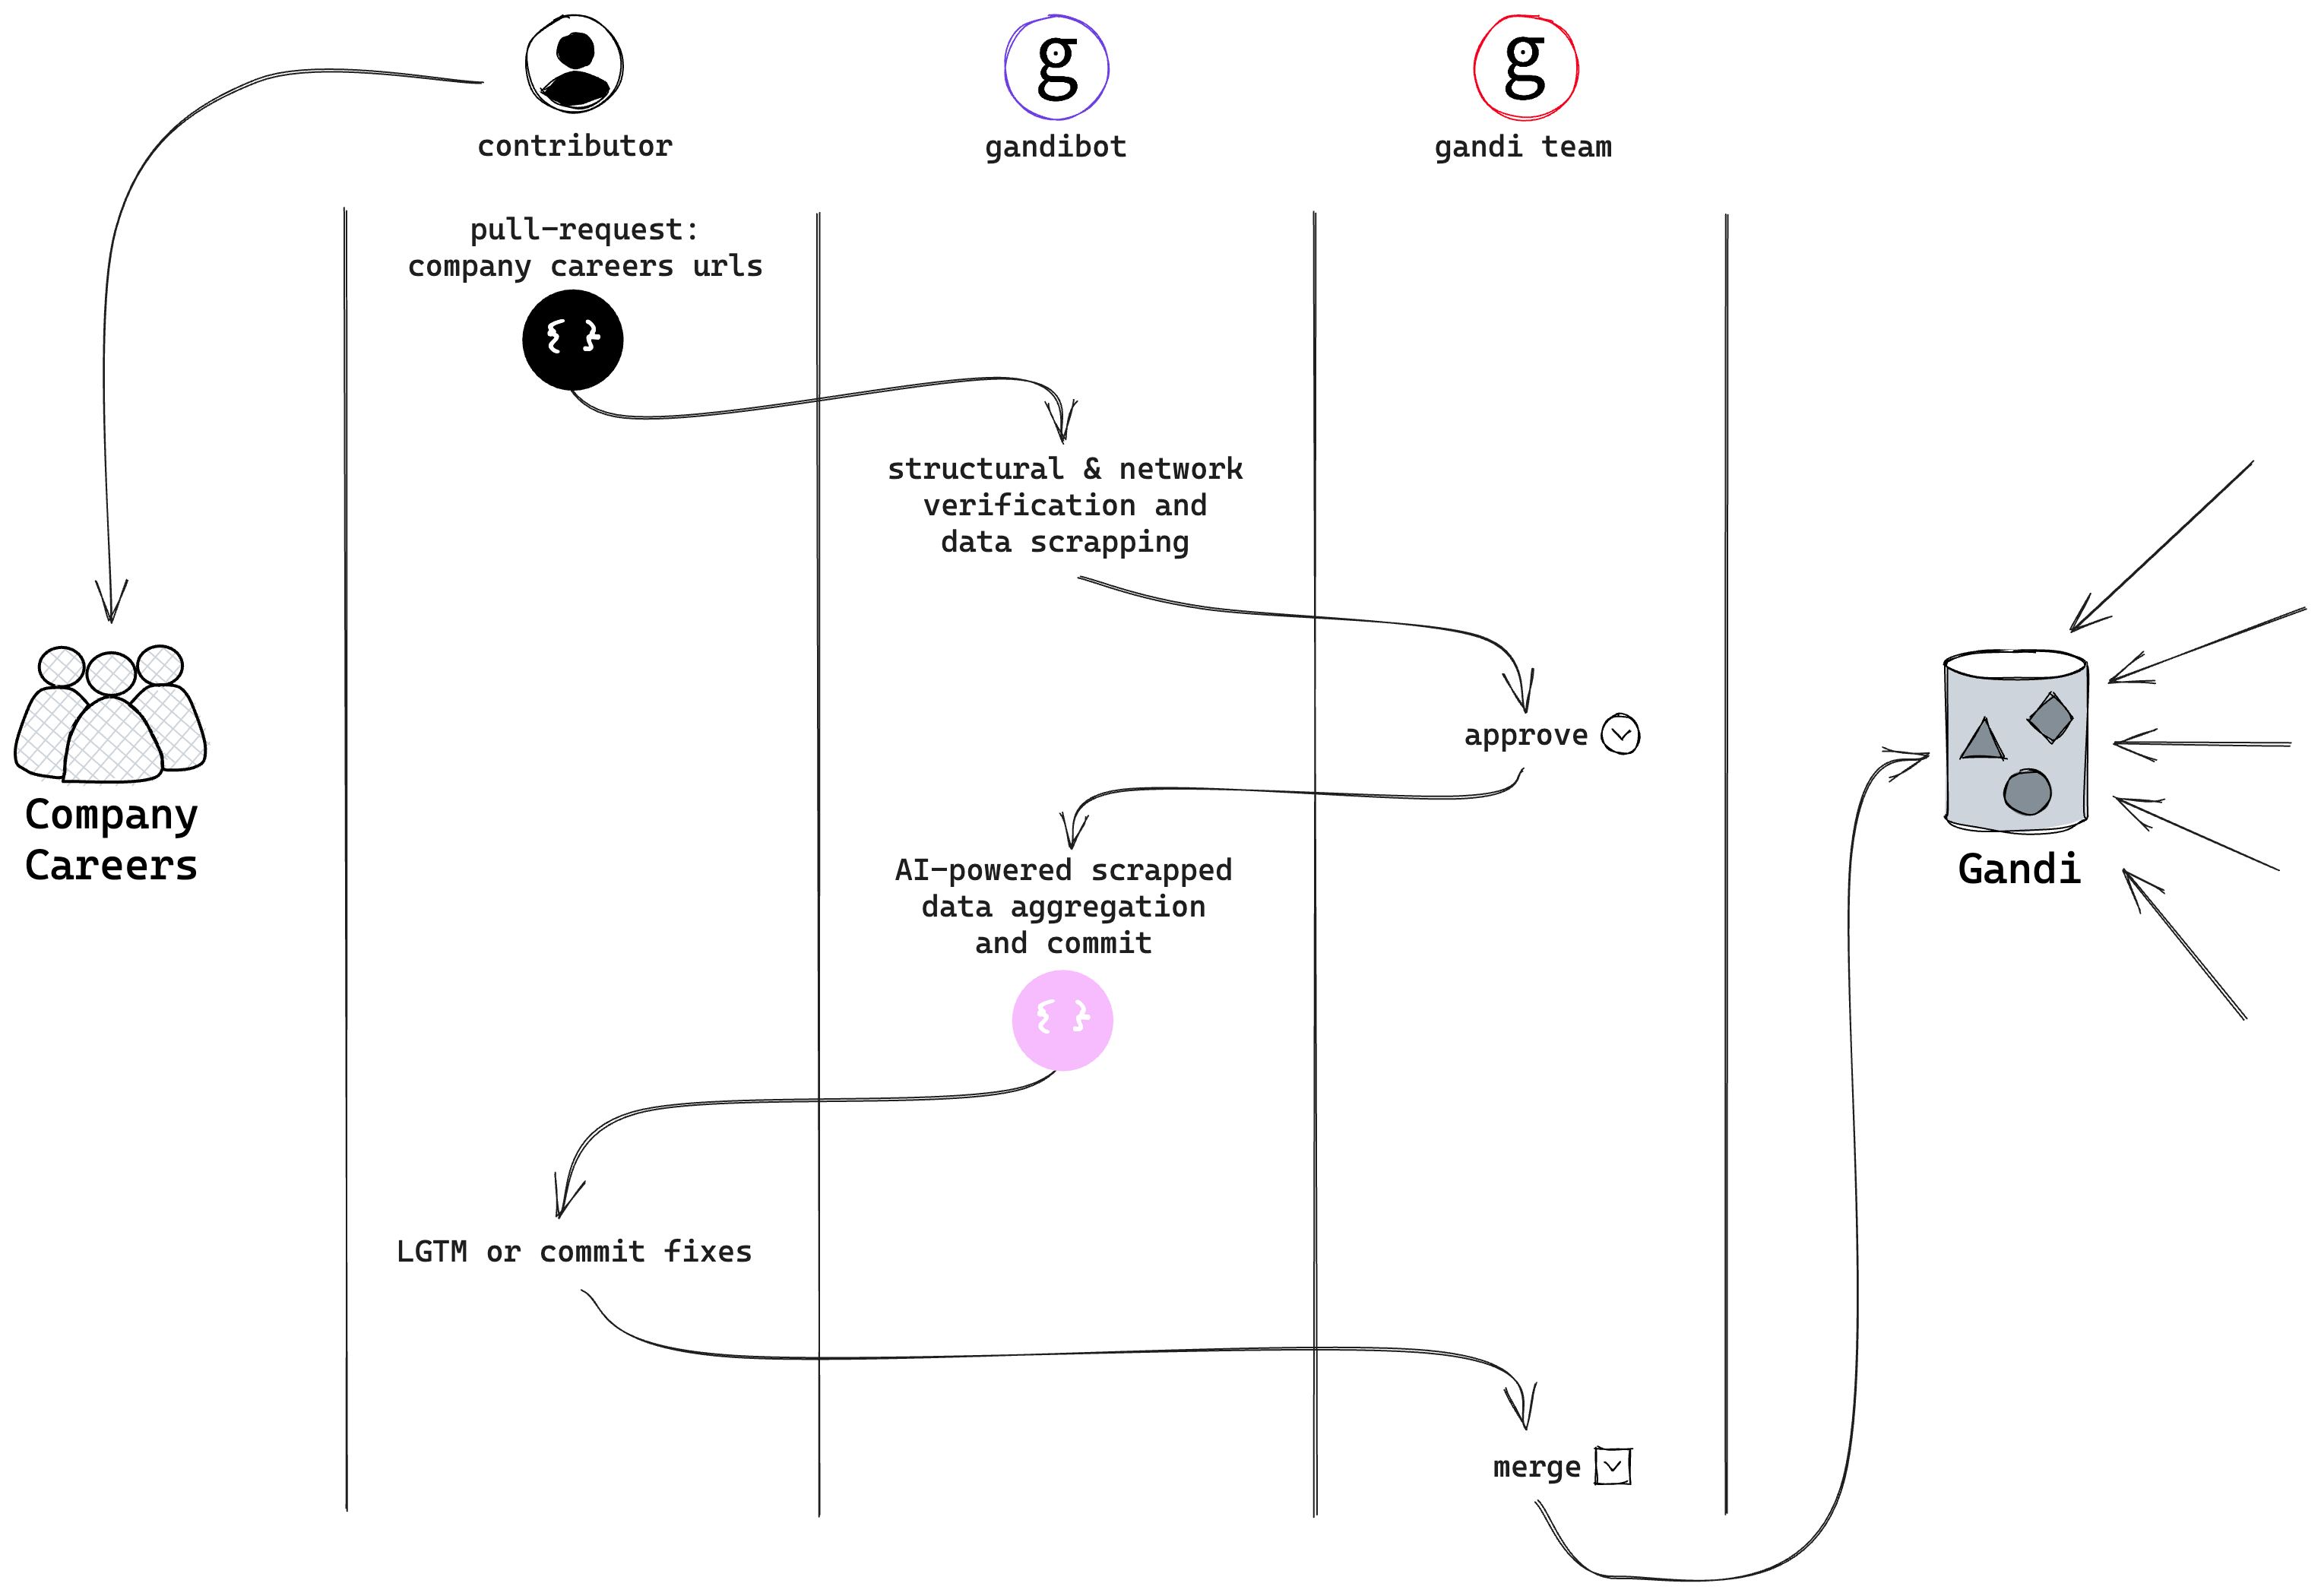 g
g
contributor
gandibot
gandi team
pull-request:
company careers urls
{ }
structural & network
verification and
data scrapping
approve
Company
Careers
Gandi
AI-powered scrapped
data aggregation
and commit
{ }
LGTM or commit fixes
merge